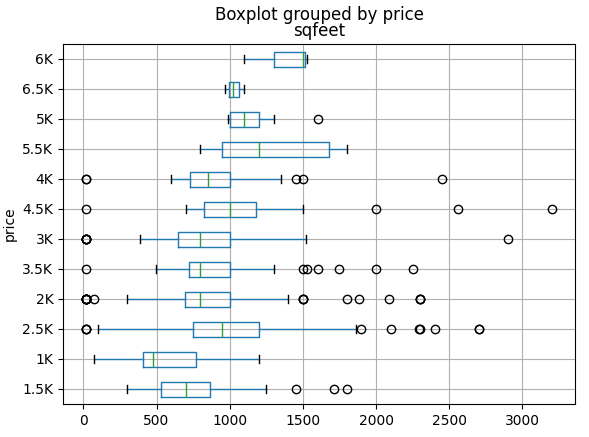 Boxplot grouped by price
sqfeet
6K
6.5K
5K
5.5K
4K
4.5K
3K
3.5K
2K
2.5K
1K
1.5K
price
0 500 1000 1500 2000 2500 3000